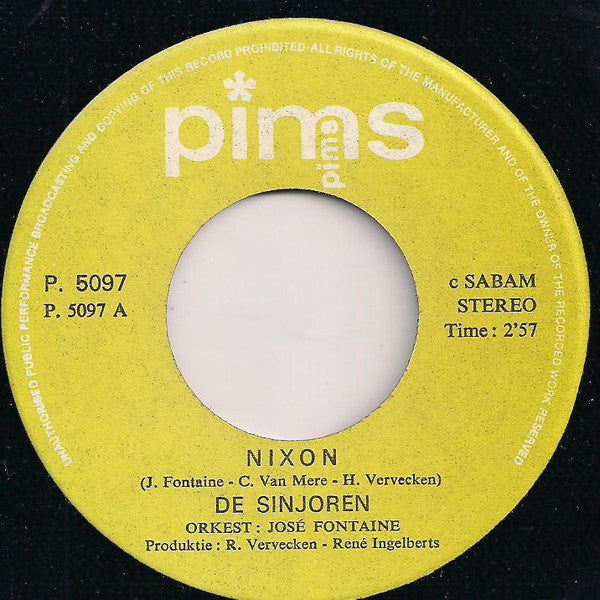 UNAUTHORISED PUBLIC PERFORMANCE BROADCASTING AND COPYING OF THIS RECORD PROHIBITED-ALL RIGHTS OF THE MANUFACTURER AND OF THE OWNER OF THE RECORDED WORK RESERVED
pims
pims
P. 5097
P. 5097 A
c SABAM
STEREO
Time : 2'57
NIXON
(J. Fontaine - C. Van Mere - H. Vervecken)
DE SINJOREN
ORKEST : JOSÉ FONTAINE
Produktie : R. Vervecken - René Ingelberts